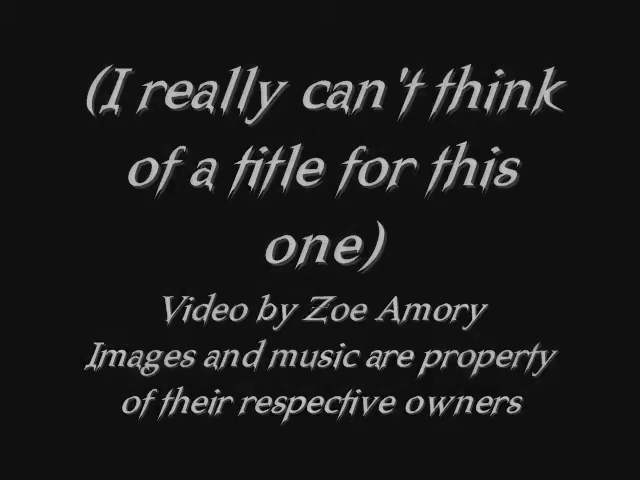 (I really can't think
of a title for this
one)
Video by Zoe Amory
Images and music are property
of their respective owners